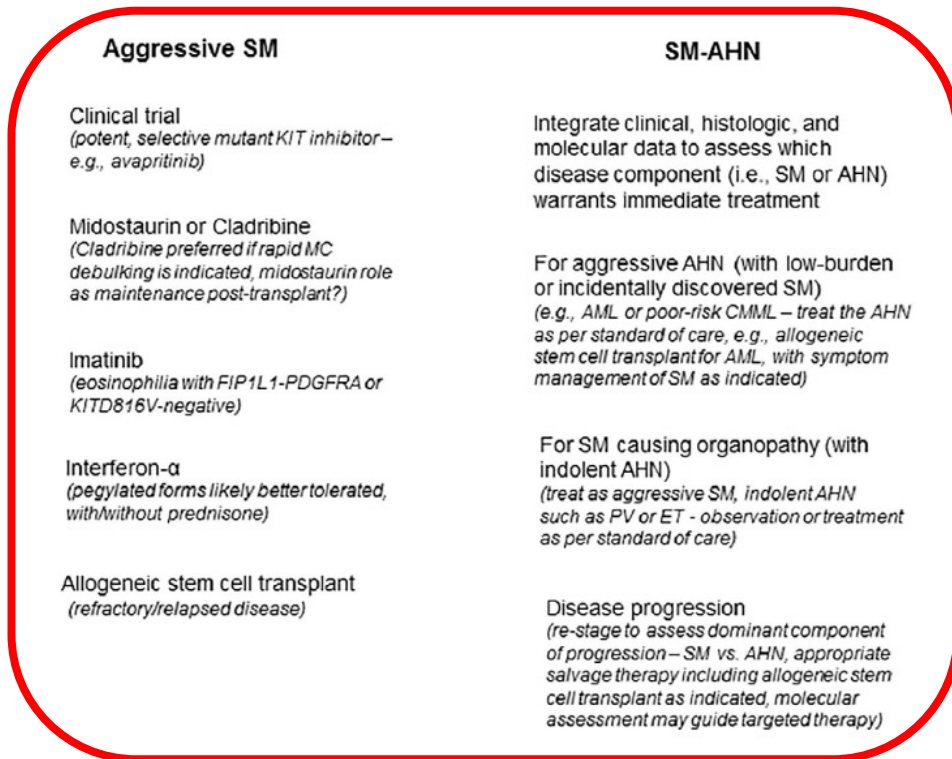 Aggressive SM
Clinical trial
(potent, selective mutant KIT inhibitor–
e.g., avapritinib)
Midostaurin or Cladribine
(Cladribine preferred if rapid MC
debulking is indicated, midostaurin role
as maintenance post-transplant?)
Imatinib
(eosinophilia with FIP1L1-PDGFRA or
KITD816V-negative)
Interferon-α
(pegylated forms likely better tolerated,
with/without prednisone)
Allogeneic stem cell transplant
(refractory/relapsed disease)
SM-AHN
Integrate clinical, histologic, and
molecular data to assess which
disease component (i.e., SM or AHN)
warrants immediate treatment
For aggressive AHN (with low-burden
or incidentally discovered SM)
(e.g., AML or poor-risk CMML – treat the AHN
as per standard of care, e.g., allogeneic
stem cell transplant for AML, with symptom
management of SM as indicated)
For SM causing organopathy (with
indolent AHN)
(treat as aggressive SM, indolent AHN
such as PV or ET - observation or treatment
as per standard of care)
Disease progression
(re-stage to assess dominant component
of progression – SM vs. AHN, appropriate
salvage therapy including allogeneic stem
cell transplant as indicated, molecular
assessment may guide targeted therapy)